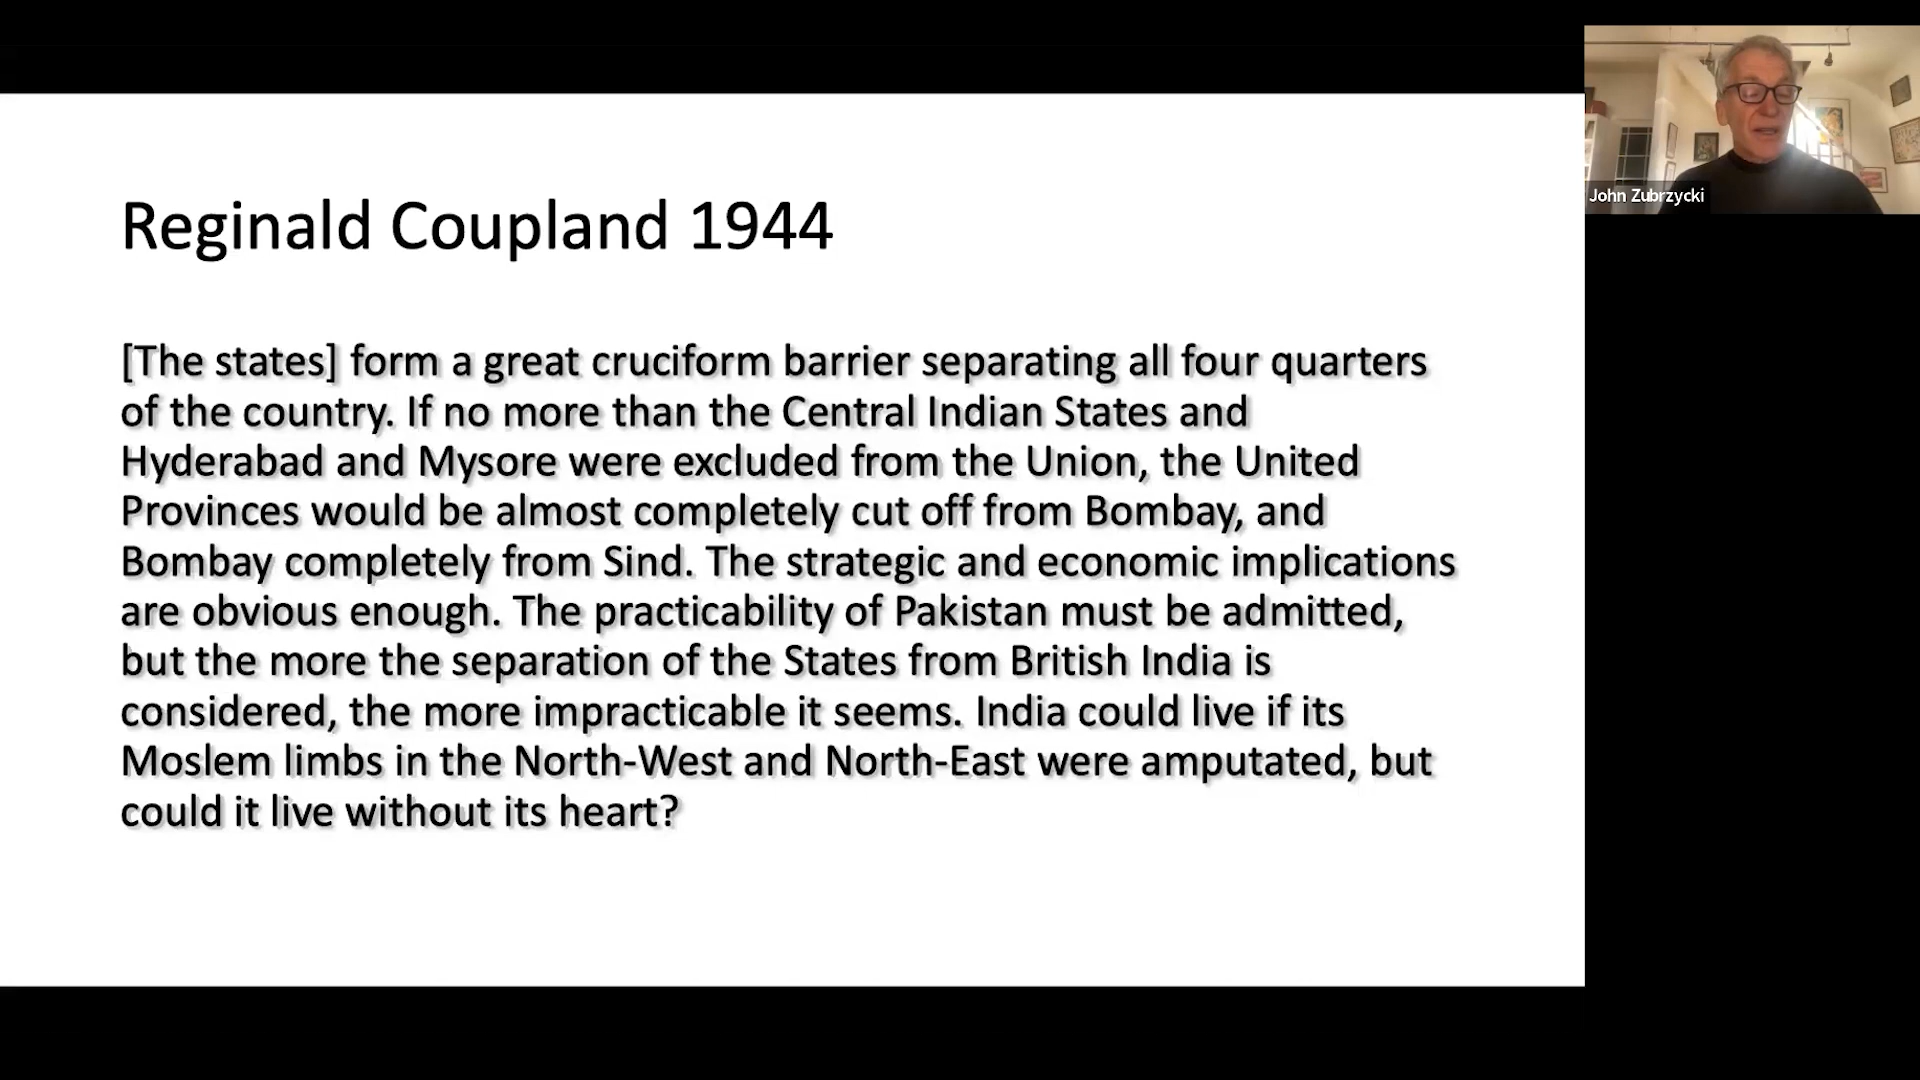 Reginald Coupland 1944
[The states] form a great cruciform barrier separating all four quarters
of the country. If no more than the Central Indian States and
Hyderabad and Mysore were excluded from the Union, the United
Provinces would be almost completely cut off from Bombay, and
Bombay completely from Sind. The strategic and economic implications
are obvious enough. The practicability of Pakistan must be admitted,
but the more the separation of the States from British India is
considered, the more impracticable it seems. India could live if its
Moslem limbs in the North-West and North-East were amputated, but
could it live without its heart?
John Zubrzycki